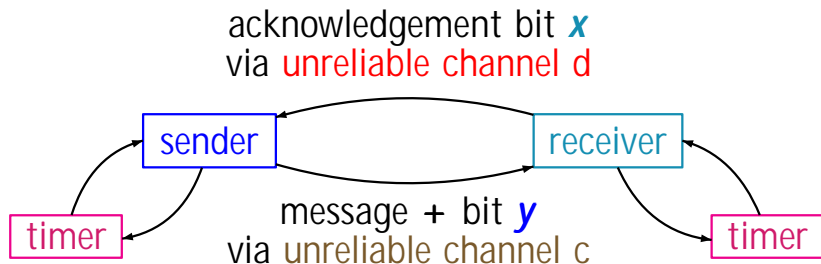 acknowledgement bit x
via unreliable channel d
sender
receiver
message + bit y
via unreliable channel c
timer
timer